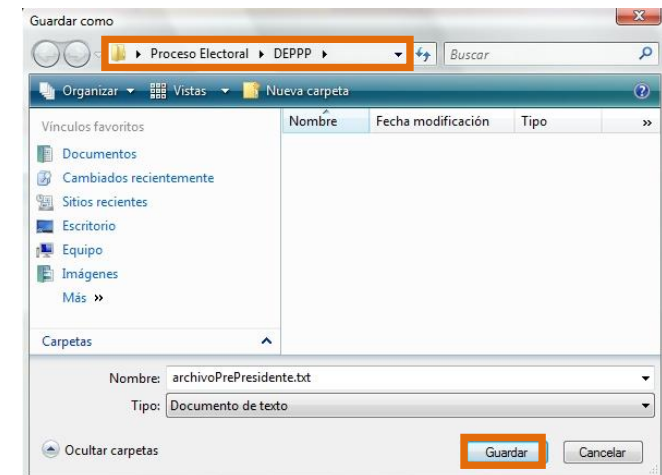 Guardar como
Proceso Electoral DEPPP Buscar
Organizar Vistas Nueva carpeta
Vínculos favoritos
Nombre Fecha modificación Tipo »
Documentos
Cambiados recientemente
Sitios recientes
Escritorio
Equipo
Imágenes
Más »
Carpetas
Nombre: archivoPrePresidente.txt
Tipo: Documento de texto
Ocultar carpetas Guardar Cancelar